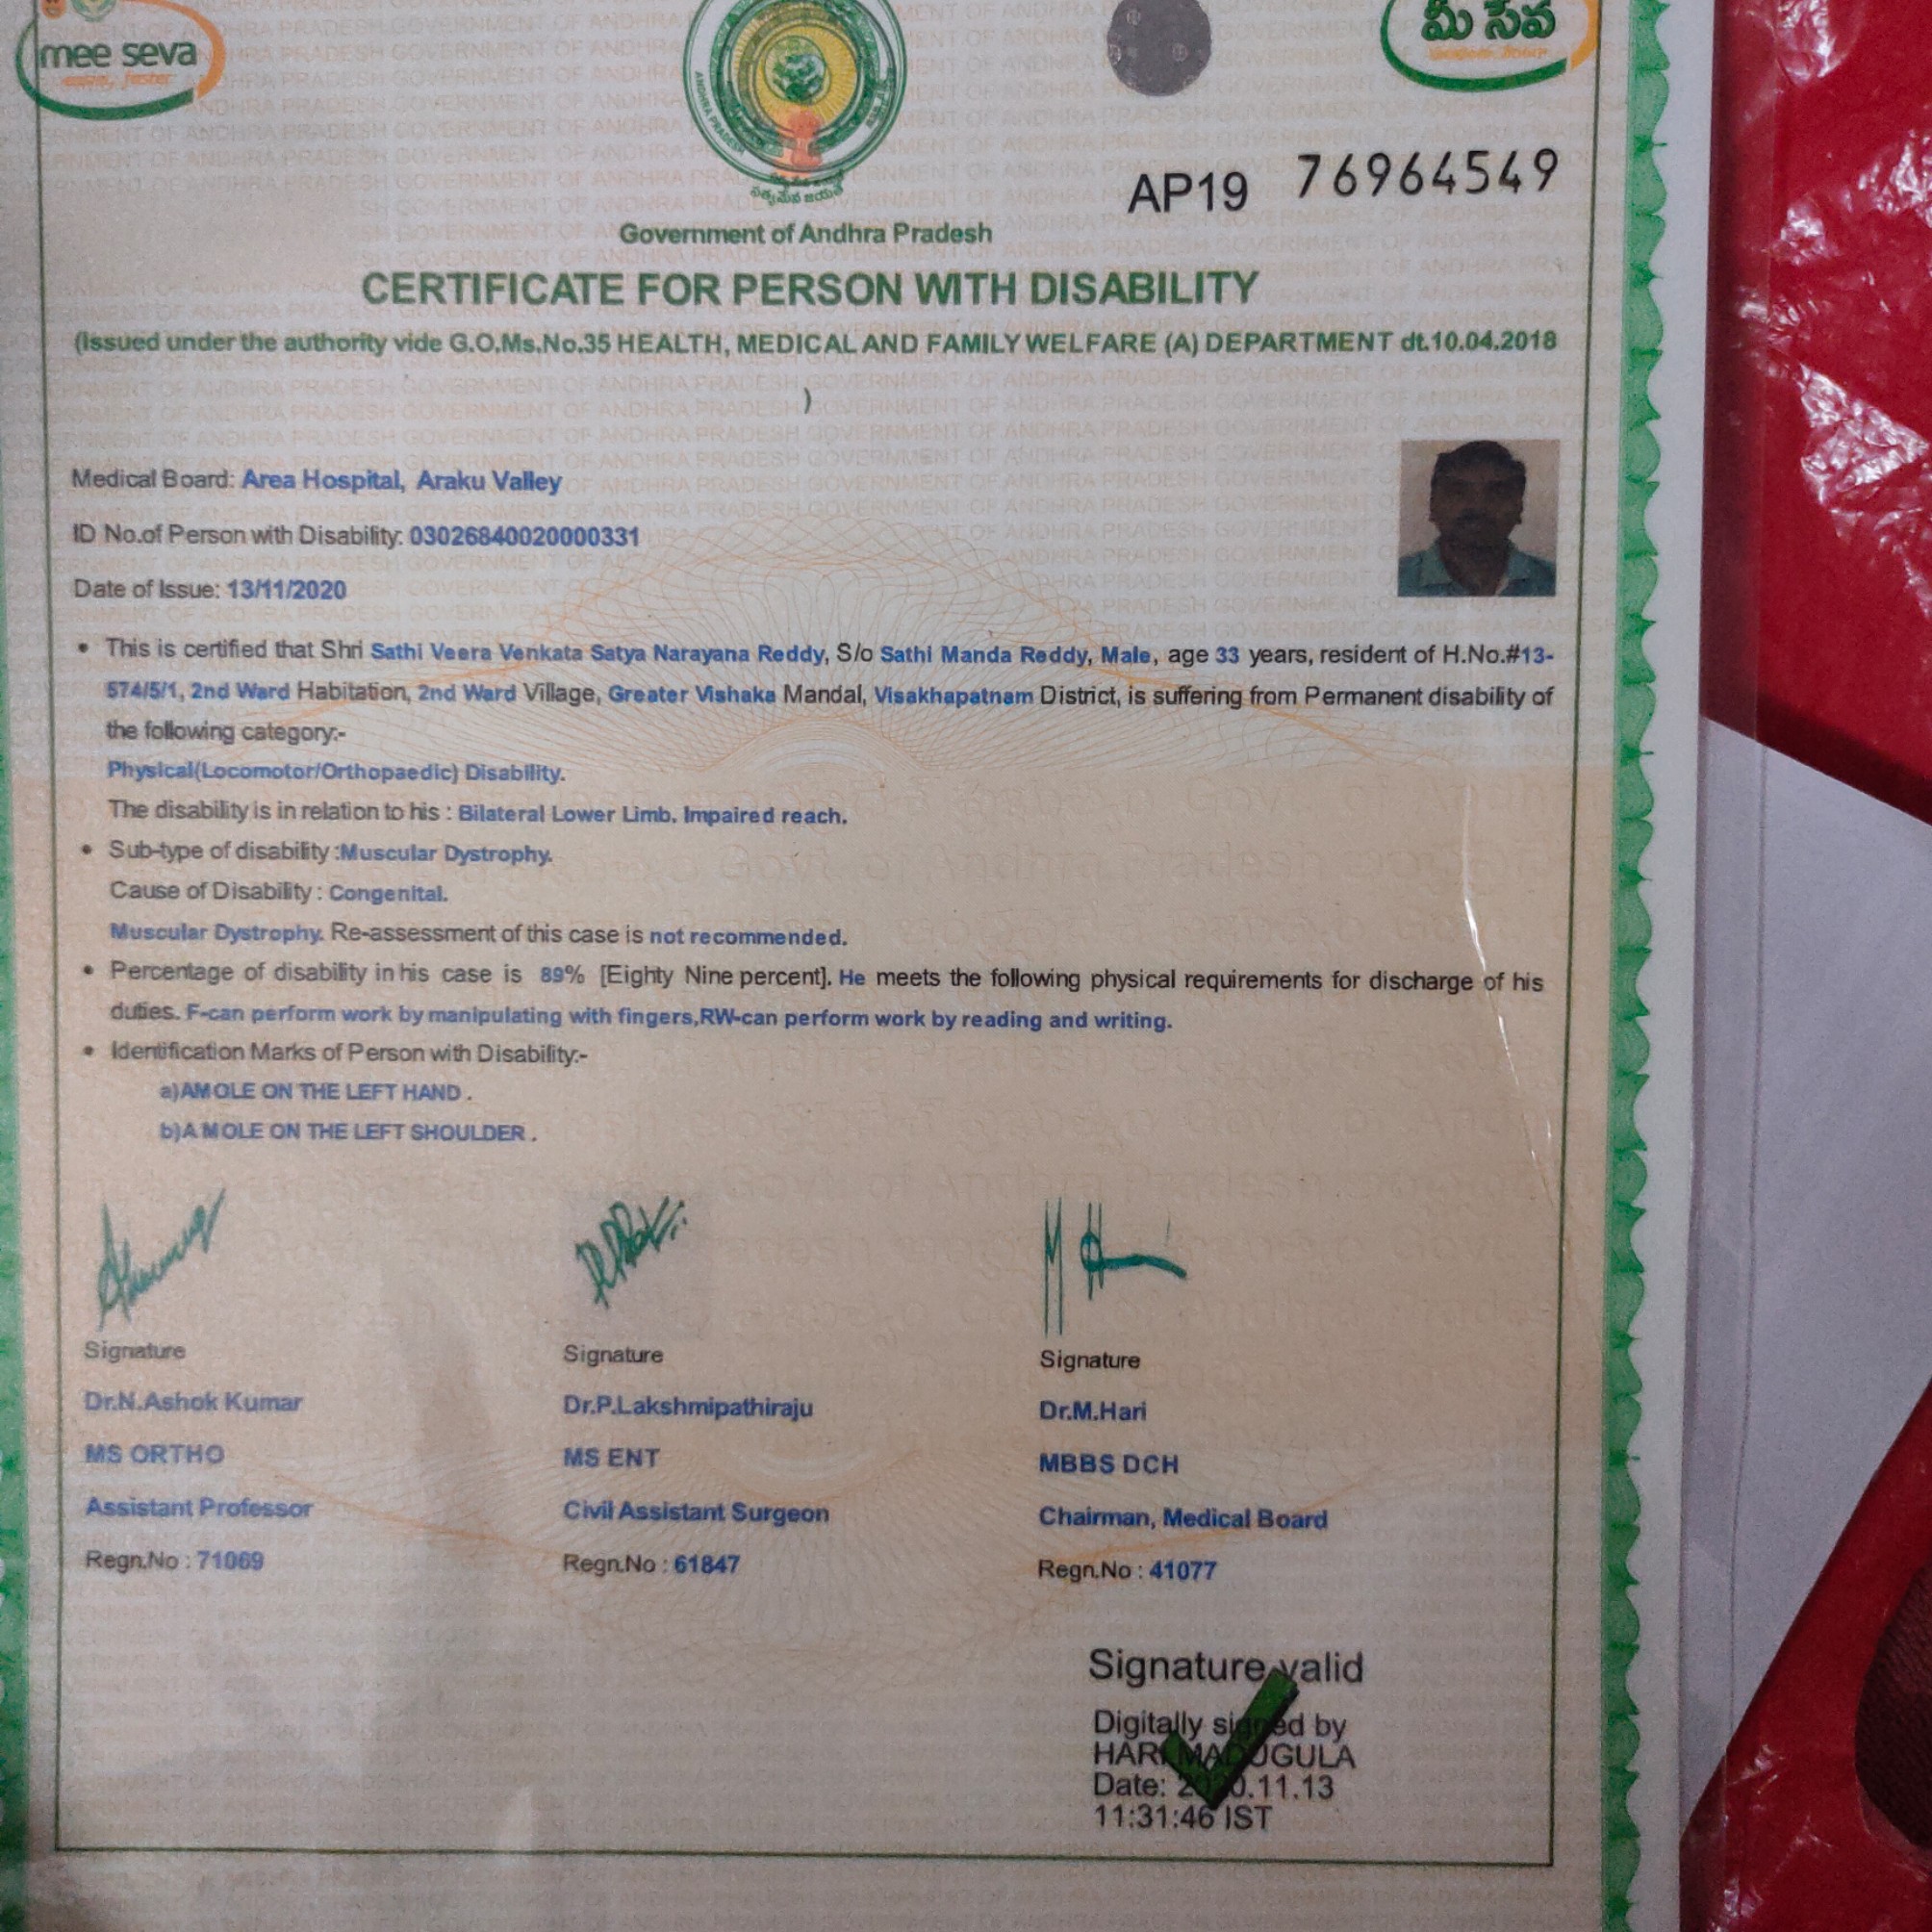 mee seva
మీ సేవ
ANDHRA PRADESH
సత్యమేవ జయతే
AP19 76964549
Government of Andhra Pradesh
CERTIFICATE FOR PERSON WITH DISABILITY
(Issued under the authority vide G.O.Ms.No.35 HEALTH, MEDICAL AND FAMILY WELFARE (A) DEPARTMENT dt.10.04.2018
)
Medical Board: Area Hospital, Araku Valley
ID No.of Person with Disability: 03026840020000331
Date of Issue: 13/11/2020
• This is certified that Shri Sathi Veera Venkata Satya Narayana Reddy, S/o Sathi Manda Reddy, Male, age 33 years, resident of H.No.#13-
574/5/1, 2nd Ward Habitation, 2nd Ward Village, Greater Vishaka Mandal, Visakhapatnam District, is suffering from Permanent disability of
the following category:-
Physical(Locomotor/Orthopaedic) Disability.
The disability is in relation to his : Bilateral Lower Limb, Impaired reach.
• Sub-type of disability :Muscular Dystrophy.
Cause of Disability : Congenital.
Muscular Dystrophy. Re-assessment of this case is not recommended.
• Percentage of disability in his case is 89% [Eighty Nine percent]. He meets the following physical requirements for discharge of his
duties. F-can perform work by manipulating with fingers,RW-can perform work by reading and writing.
• Identification Marks of Person with Disability:-
a)A MOLE ON THE LEFT HAND .
b)A MOLE ON THE LEFT SHOULDER .
Signature Signature Signature
Dr.N.Ashok Kumar Dr.P.Lakshmipathiraju Dr.M.Hari
MS ORTHO MS ENT MBBS DCH
Assistant Professor Civil Assistant Surgeon Chairman, Medical Board
Regn.No : 71069 Regn.No : 61847 Regn.No : 41077
Signature valid
Digitally signed by
HARI MADUGULA
Date: 2020.11.13
11:31:46 IST